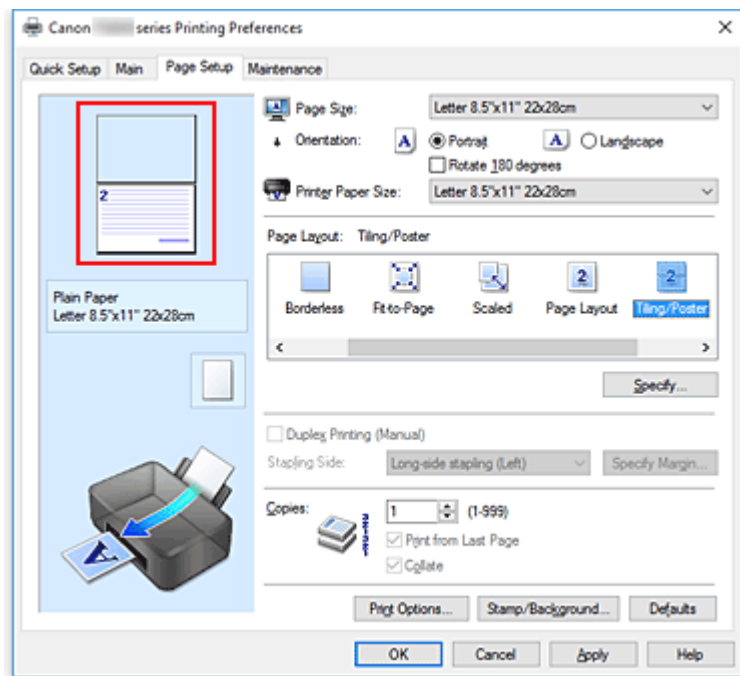 Canon series Printing Preferences
Quick Setup Main Page Setup Maintenance
2
Plain Paper
Letter 8.5"x11" 22x28cm
A
Page Size: Letter 8.5"x11" 22x28cm
Orientation: A Portrait A Landscape
Rotate 180 degrees
Printer Paper Size: Letter 8.5"x11" 22x28cm
Page Layout: Tiling/Poster
2 2
Borderless Fit-to-Page Scaled Page Layout Tiling/Poster
Specify...
Duplex Printing (Manual)
Stapling Side: Long-side stapling (Left) Specify Margin...
Copies: 1 (1-999)
Print from Last Page
Collate
Print Options... Stamp/Background... Defaults
OK Cancel Apply Help